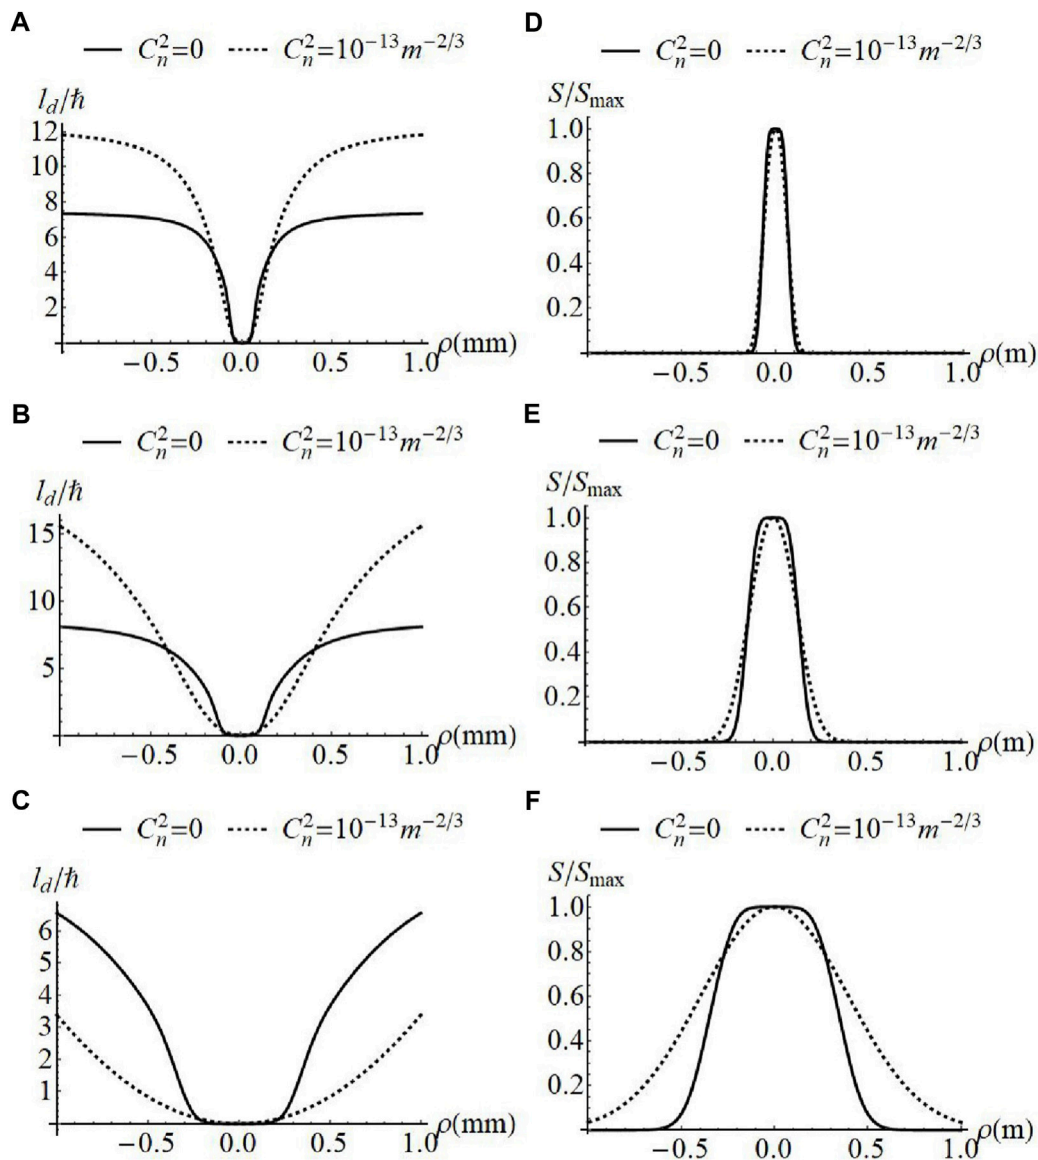 A
C_n^2=0 C_n^2=10^{-13}m^{-2/3}
l_d/ħ
12
10
8
6
4
2
−0.5 0.0 0.5 1.0 ρ(mm)
D
C_n^2=0 C_n^2=10^{-13}m^{-2/3}
S/S_max
1.0
0.8
0.6
0.4
0.2
−0.5 0.0 0.5 1.0 ρ(m)
B
C_n^2=0 C_n^2=10^{-13}m^{-2/3}
l_d/ħ
15
10
5
−0.5 0.0 0.5 1.0 ρ(mm)
E
C_n^2=0 C_n^2=10^{-13}m^{-2/3}
S/S_max
1.0
0.8
0.6
0.4
0.2
−0.5 0.0 0.5 1.0 ρ(m)
C
C_n^2=0 C_n^2=10^{-13}m^{-2/3}
l_d/ħ
6
5
4
3
2
1
−0.5 0.0 0.5 1.0 ρ(mm)
F
C_n^2=0 C_n^2=10^{-13}m^{-2/3}
S/S_max
1.0
0.8
0.6
0.4
0.2
−0.5 0.0 0.5 1.0 ρ(m)